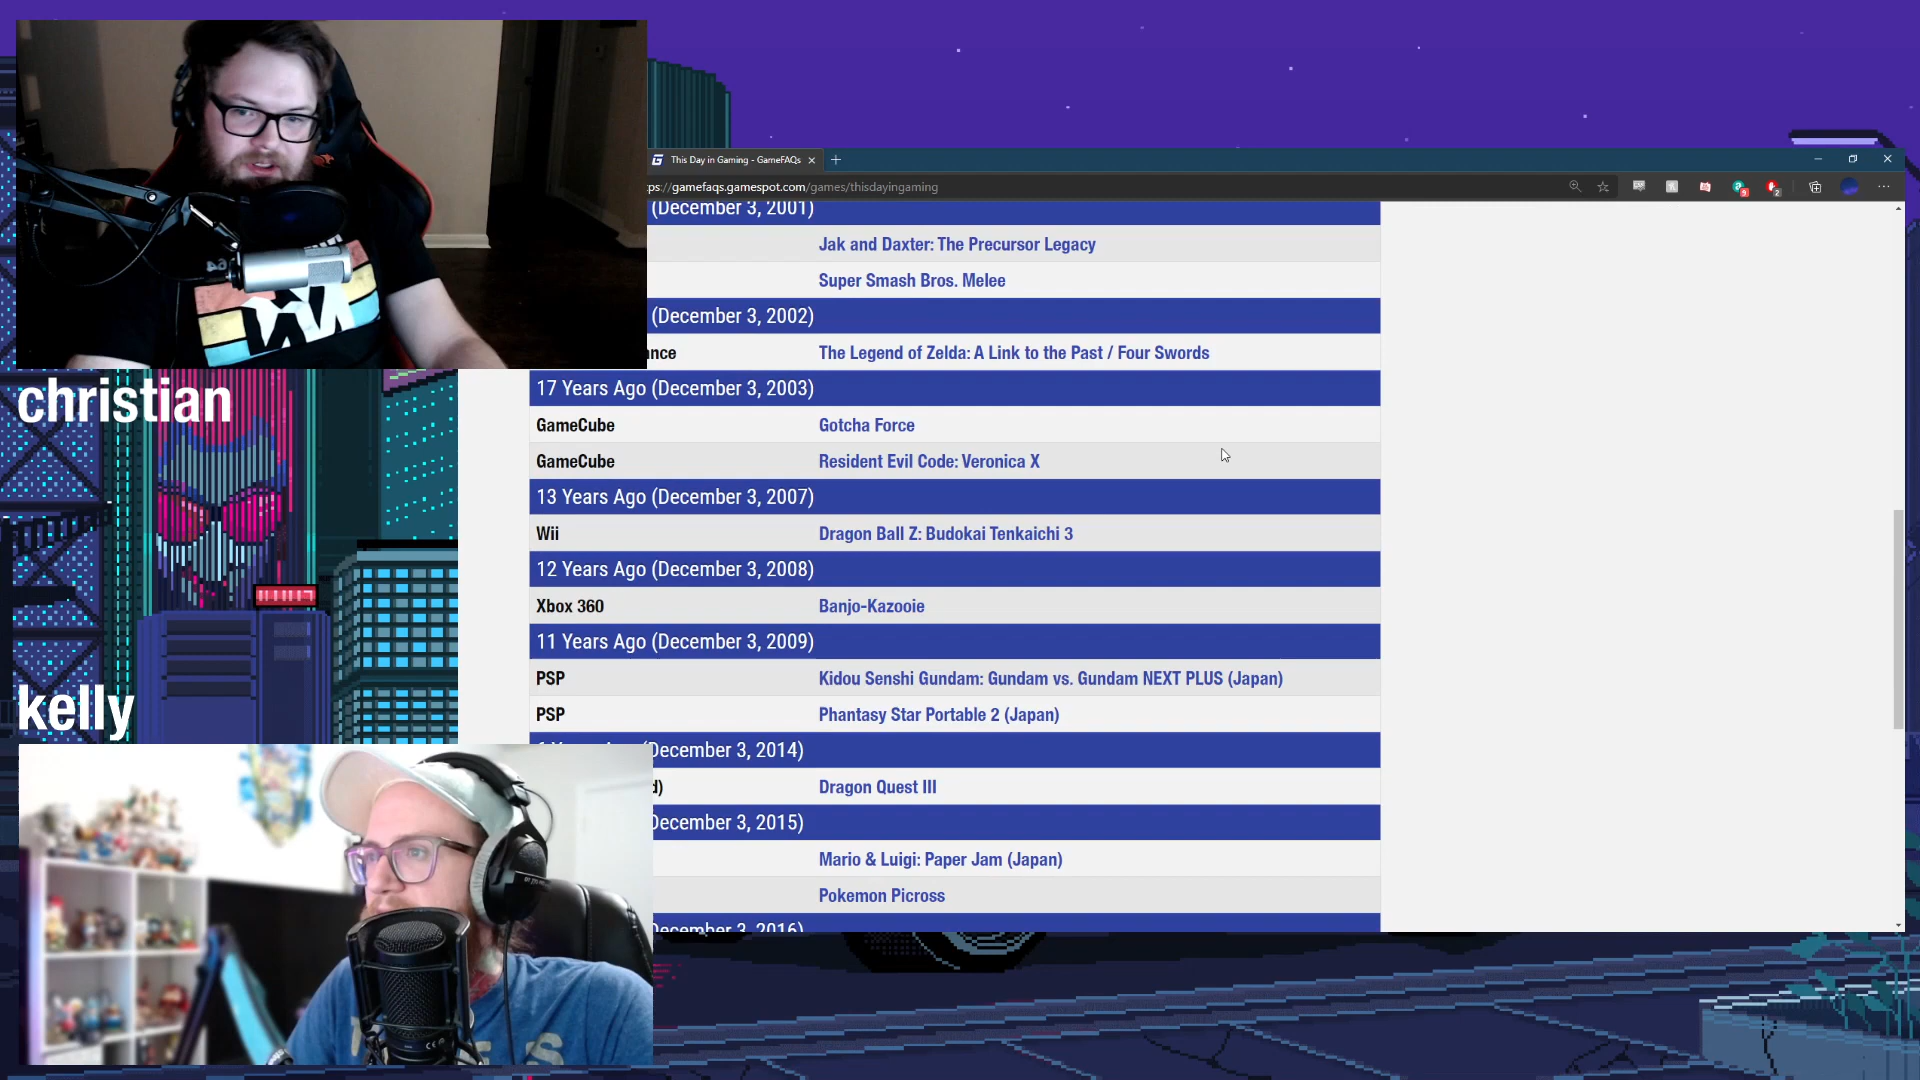 This Day in Gaming - GameFAQs
ps://gamefaqs.gamespot.com/games/thisdayingaming
(December 3, 2001)
Jak and Daxter: The Precursor Legacy
Super Smash Bros. Melee
(December 3, 2002)
nce The Legend of Zelda: A Link to the Past / Four Swords
17 Years Ago (December 3, 2003)
GameCube Gotcha Force
GameCube Resident Evil Code: Veronica X
13 Years Ago (December 3, 2007)
Wii Dragon Ball Z: Budokai Tenkaichi 3
12 Years Ago (December 3, 2008)
Xbox 360 Banjo-Kazooie
11 Years Ago (December 3, 2009)
PSP Kidou Senshi Gundam: Gundam vs. Gundam NEXT PLUS (Japan)
PSP Phantasy Star Portable 2 (Japan)
(December 3, 2014)
d) Dragon Quest III
December 3, 2015)
Mario & Luigi: Paper Jam (Japan)
Pokemon Picross
December 3, 2016)
christian
kelly